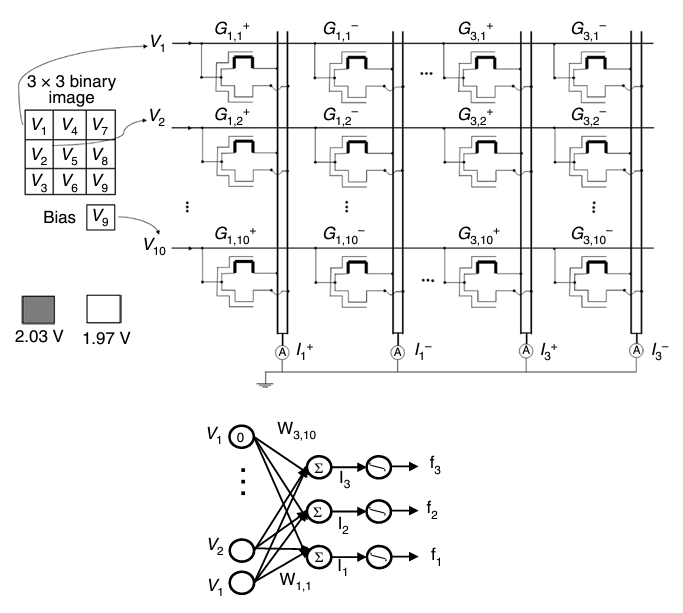 G1,1+ G1,1− G3,1+ G3,1−
V1
...
3 × 3 binary
image
G1,2+ G1,2− G3,2+ G3,2−
V2
V1 V4 V7
V2 V5 V8
V3 V6 V9
Bias V9
V10
G1,10+ G1,10− G3,10+ G3,10−
...
2.03 V 1.97 V
A I1+ A I1− A I3+ A I3−
V1 0 W3,10
Σ I3 f3
Σ I2 f2
V2
Σ I1 f1
V1 W1,1